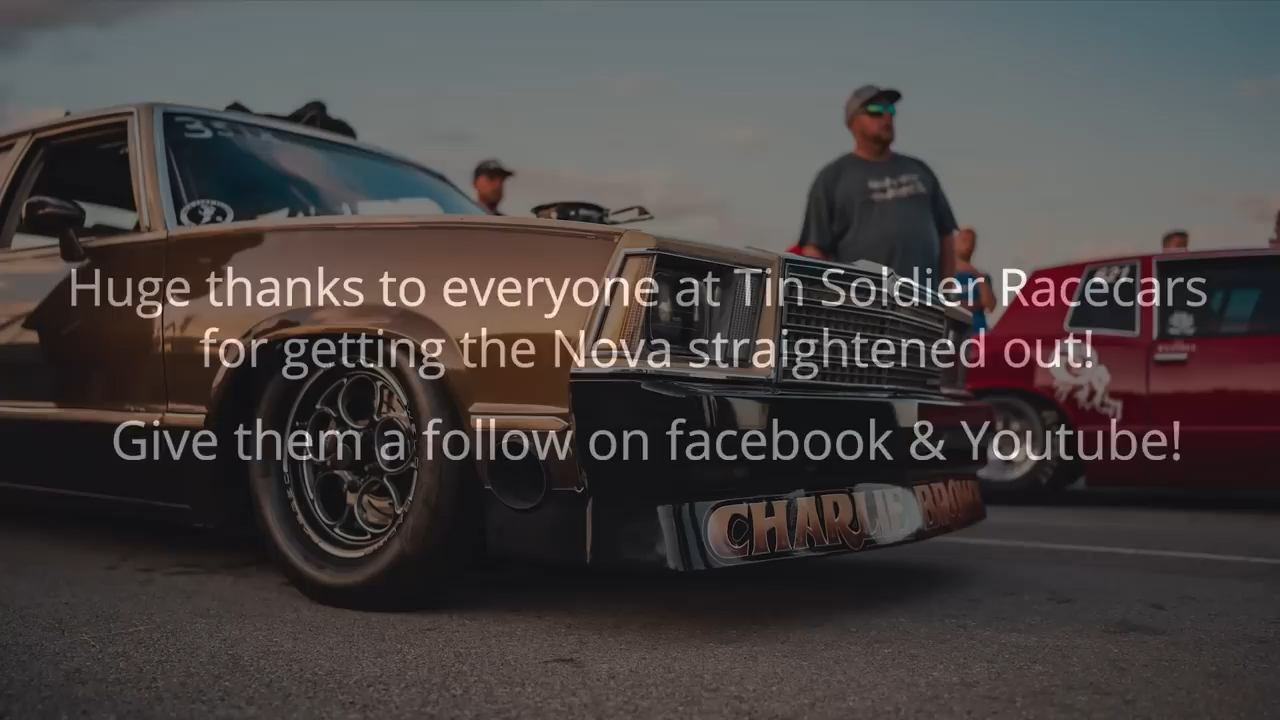 Huge thanks to everyone at Tin Soldier Racecars
for getting the Nova straightened out!
Give them a follow on facebook & Youtube!
CHARLIE BROWN